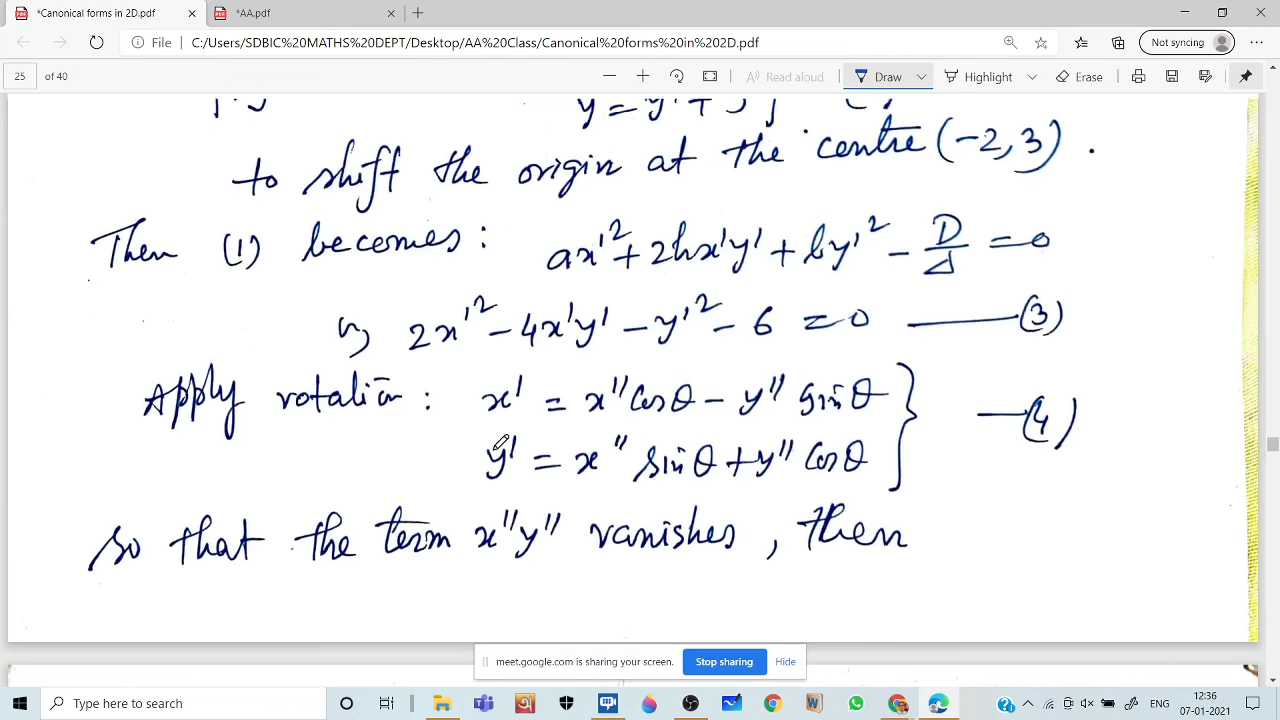 *Canonical forms in 2D.pdf
*AA.pdf
File C:/Users/SDBIC%20MATHS%20DEPT/Desktop/AA%20Class/Canonical%20forms%20in%202D.pdf
Not syncing
25 of 40
Read aloud
Draw
Highlight
Erase
to shift the origin at the centre (-2,3).
Then (1) becomes: ax'² + 2hx'y' + by'² - D/Δ = 0
2x'² - 4x'y' - y'² - 6 = 0 —— (3)
Apply rotation: x' = x'' Cosθ - y'' Sinθ
y' = x'' Sinθ + y'' Cosθ } — (4)
So that the term x''y'' vanishes, then
meet.google.com is sharing your screen.
Stop sharing
Hide
Type here to search
ENG
12:36
07-01-2021